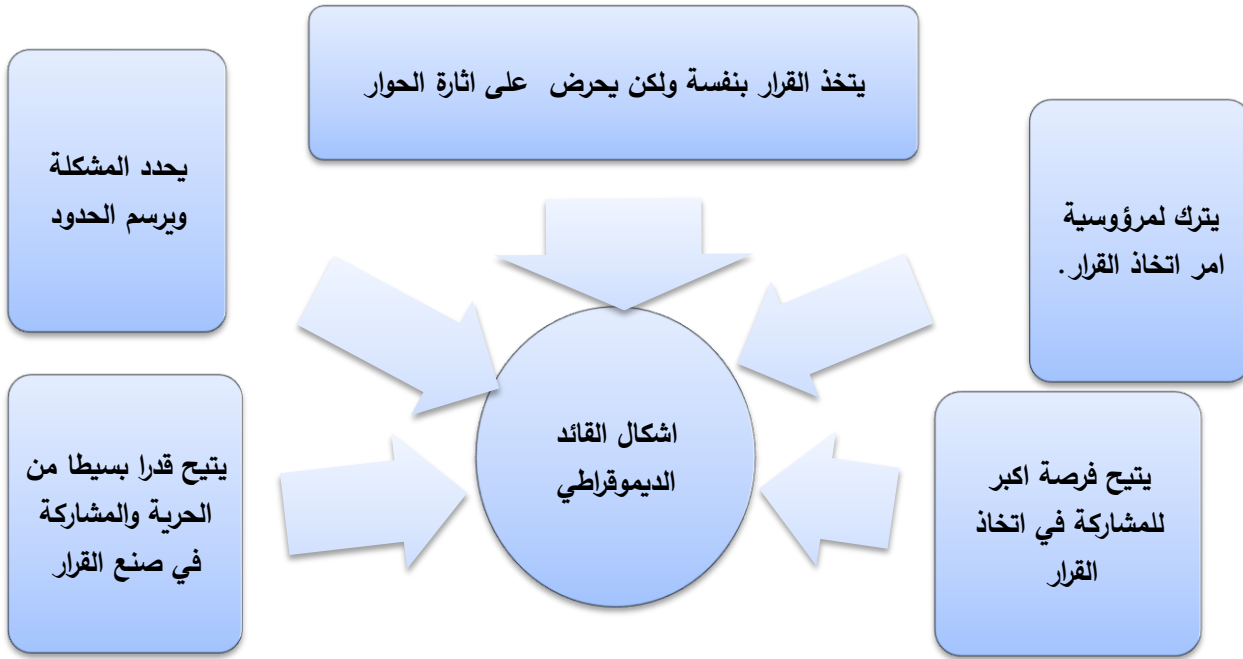 يتخذ القرار بنفسة ولكن يحرض على اثارة الحوار
يترك لمرؤوسية
امر اتخاذ القرار.
يحدد المشكلة
ويرسم الحدود
اشكال القائد
الديموقراطي
يتيح فرصة اكبر
للمشاركة في اتخاذ
القرار
يتيح قدرا بسيطا من
الحرية والمشاركة
في صنع القرار